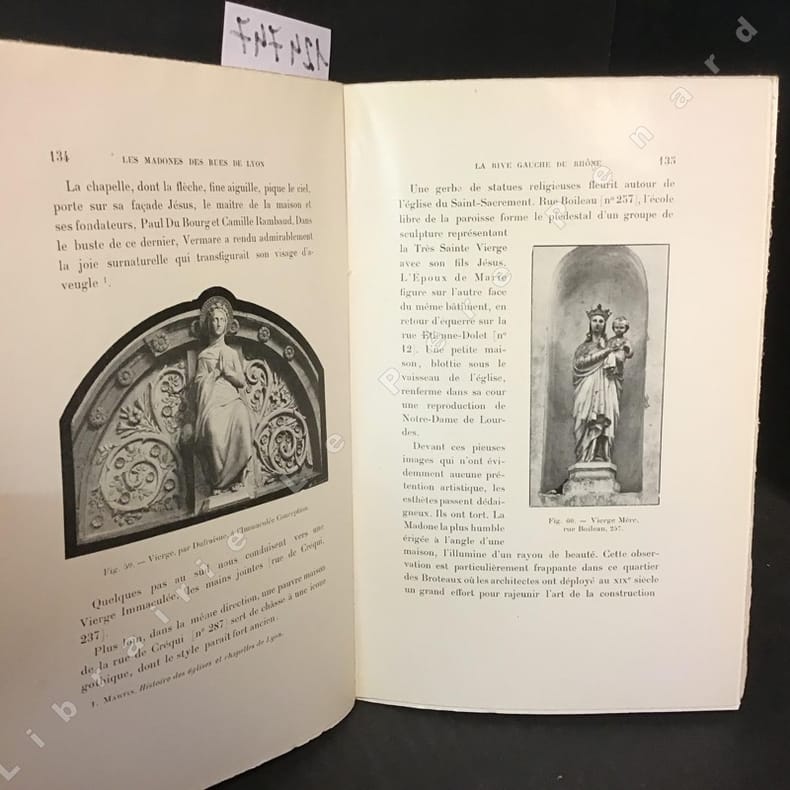 124747
134
LES MADONES DES RUES DE LYON
La chapelle, dont la flèche, fine aiguille, pique le ciel,
porte sur sa façade Jésus, le maître de la maison et
ses fondateurs, Paul Du Bourg et Camille Rambaud. Dans
le buste de ce dernier, Vermare a rendu admirablement
la joie surnaturelle qui transfigurait son visage d'a-
veugle ¹.
Fig. 59. — Vierge, par Dufraisne, à l'Immaculée Conception.
Quelques pas au sud nous conduisent vers une
Vierge Immaculée, les mains jointes [rue de Créqui,
237].
Plus loin, dans la même direction, une pauvre maison
de la rue de Créqui [nº 287] sert de châsse à une icone
gothique, dont le style paraît fort ancien.
1. Martin, Histoire des églises et chapelles de Lyon.
LA RIVE GAUCHE DU RHÔNE
135
Une gerbe de statues religieuses fleurit autour de
l'église du Saint-Sacrement. Rue Boileau [nº 257], l'école
libre de la paroisse forme le piédestal d'un groupe de
sculpture représentant
la Très Sainte Vierge
avec son fils Jésus.
L'Epoux de Marie
figure sur l'autre face
du même bâtiment, en
retour d'équerre sur la
rue Etienne-Dolet [nº
12]. Une petite mai-
son, blottie sous le
vaisseau de l'église,
renferme dans sa cour
une reproduction de
Notre-Dame de Lour-
des.
Devant ces pieuses
images qui n'ont évi-
demment aucune pré-
tention artistique, les
esthètes passent dédai-
gneux. Ils ont tort. La
Madone la plus humble
érigée à l'angle d'une
maison, l'illumine d'un rayon de beauté. Cette obser-
vation est particulièrement frappante dans ce quartier
des Broteaux où les architectes ont déployé au XIXe siècle
un grand effort pour rajeunir l'art de la construction
Fig. 60. — Vierge Mère,
rue Boileau, 257.
Librairie Le Père Pénard